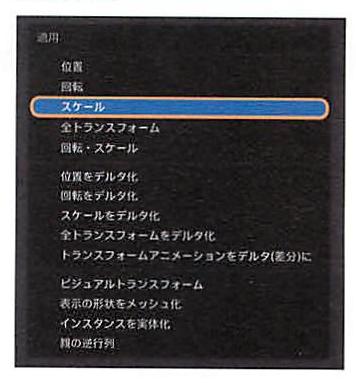 適用
位置
回転
スケール
全トランスフォーム
回転・スケール
位置をデルタ化
回転をデルタ化
スケールをデルタ化
全トランスフォームをデルタ化
トランスフォームアニメーションをデルタ(差分)に
ビジュアルトランスフォーム
表示の形状をメッシュ化
インスタンスを実体化
親の逆行列